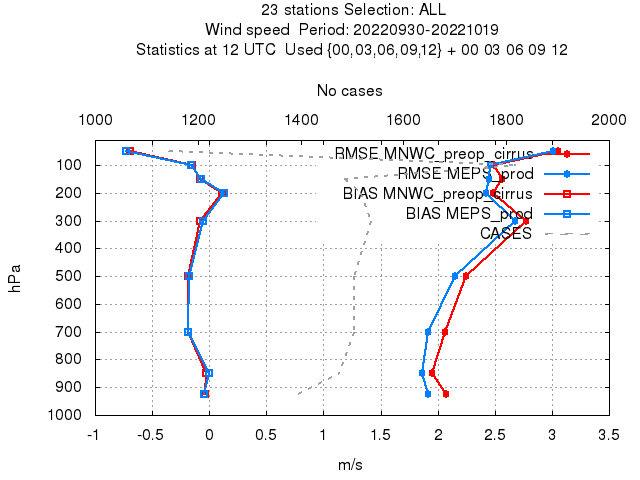 23 stations Selection: ALL
Wind speed  Period: 20220930-20221019
Statistics at 12 UTC  Used {00,03,06,09,12} + 00 03 06 09 12
No cases
1000 1200 1400 1600 1800 2000
RMSE MNWC_preop_cirrus
RMSE MEPS_prod
BIAS MNWC_preop_cirrus
BIAS MEPS_prod
CASES
hPa
100
200
300
400
500
600
700
800
900
1000
-1 -0.5 0 0.5 1 1.5 2 2.5 3 3.5
m/s